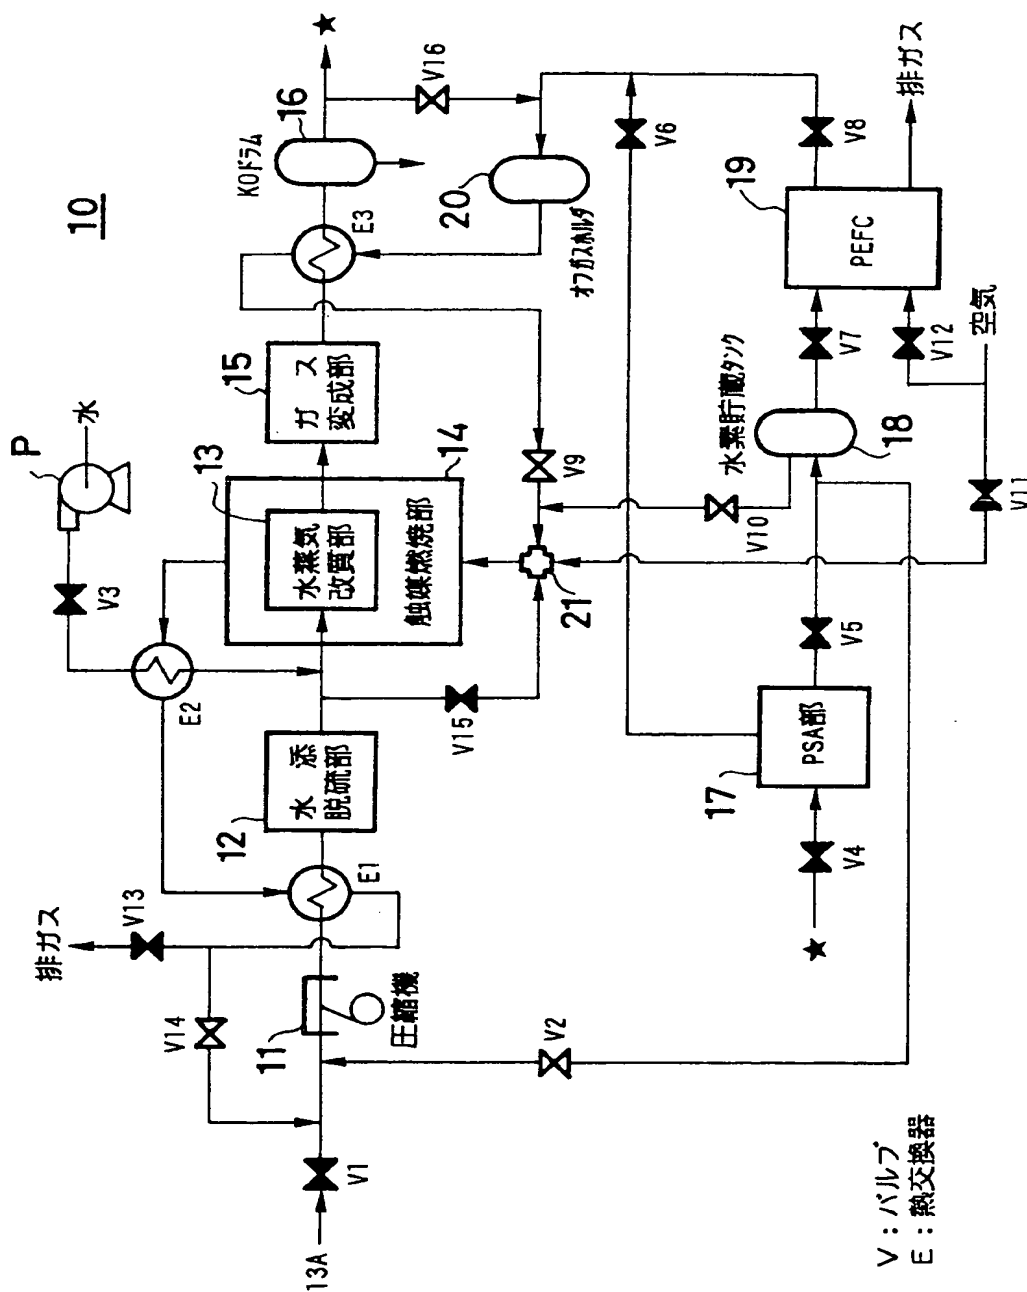 10
P
水
V3
E2
排ガス
V13
V14
13A
V1
11
圧縮機
E1
12
水 添
脱硫部
13
水蒸気
改質部
触媒燃焼部
14
15
ガ ス
変成部
E3
KOドラム
16
★
V16
20
オフガスホルダ
V9
21
V15
V2
V10
水素貯蔵タンク
18
V6
★
V4
17
PSA部
V5
V7
V8
19
PEFC
排ガス
V12
空気
V11
V:バルブ
E:熱交換器